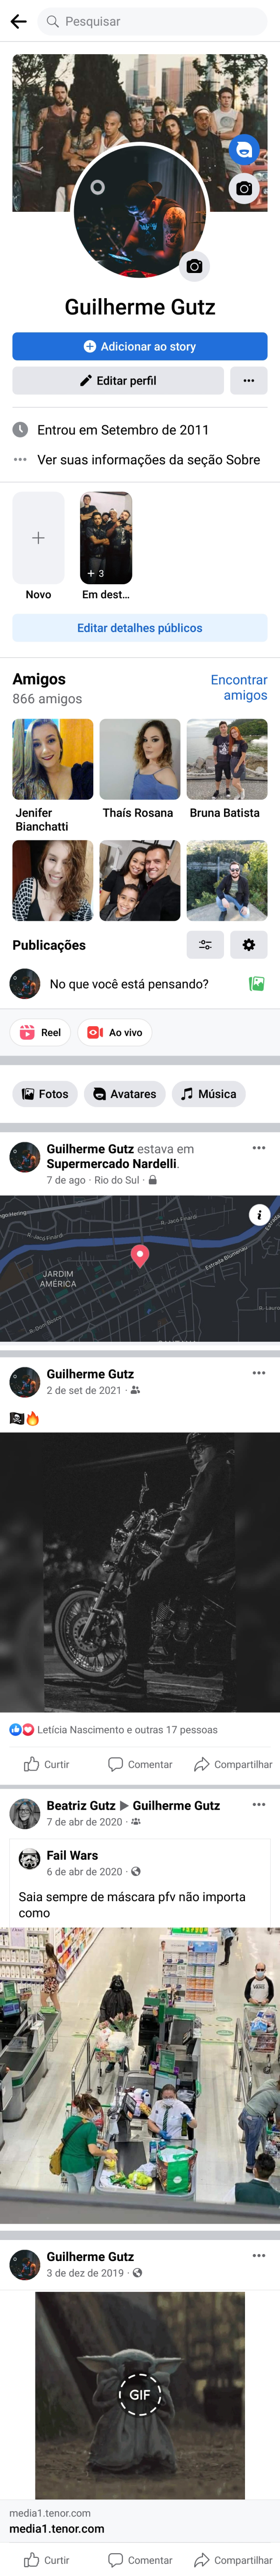 Pesquisar
Guilherme Gutz
Adicionar ao story
Editar perfil
Entrou em Setembro de 2011
Ver suas informações da seção Sobre
+ 3
Novo
Em dest...
Editar detalhes públicos
Amigos
Encontrar
amigos
866 amigos
Jenifer
Bianchatti
Thaís Rosana
Bruna Batista
Publicações
No que você está pensando?
Reel
Ao vivo
Fotos
Avatares
Música
Guilherme Gutz estava em
Supermercado Nardelli.
7 de ago · Rio do Sul ·
R. Jacó Finardi
R. Jacó Finardi
Estrada Blumenau
JARDIM
AMÉRICA
R. Dom Bosco
Guilherme Gutz
2 de set de 2021 ·
Letícia Nascimento e outras 17 pessoas
Curtir
Comentar
Compartilhar
Beatriz Gutz ▶ Guilherme Gutz
7 de abr de 2020 ·
Fail Wars
6 de abr de 2020 ·
Saia sempre de máscara pfv não importa
como
VANS
Guilherme Gutz
3 de dez de 2019 ·
GIF
media1.tenor.com
media1.tenor.com
Curtir
Comentar
Compartilhar